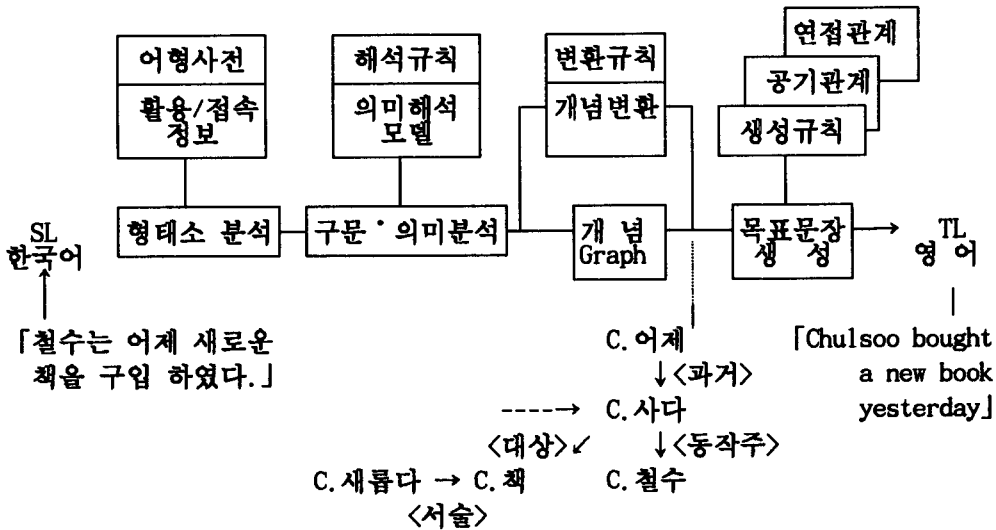 연접관계
공기관계
생성규칙
어형사전
활용/접속
정보
해석규칙
의미해석
모델
변환규칙
개념변환
SL
한국어
형태소 분석
구문·의미분석
개 념
Graph
목표문장
생 성
TL
영 어
「철수는 어제 새로운
책을 구입 하였다.」
C.어제
↓<과거>
----→ C.사다
<대상>↙ ↓<동작주>
C.새롭다 → C.책 C.철수
<서술>
「Chulsoo bought
a new book
yesterday」